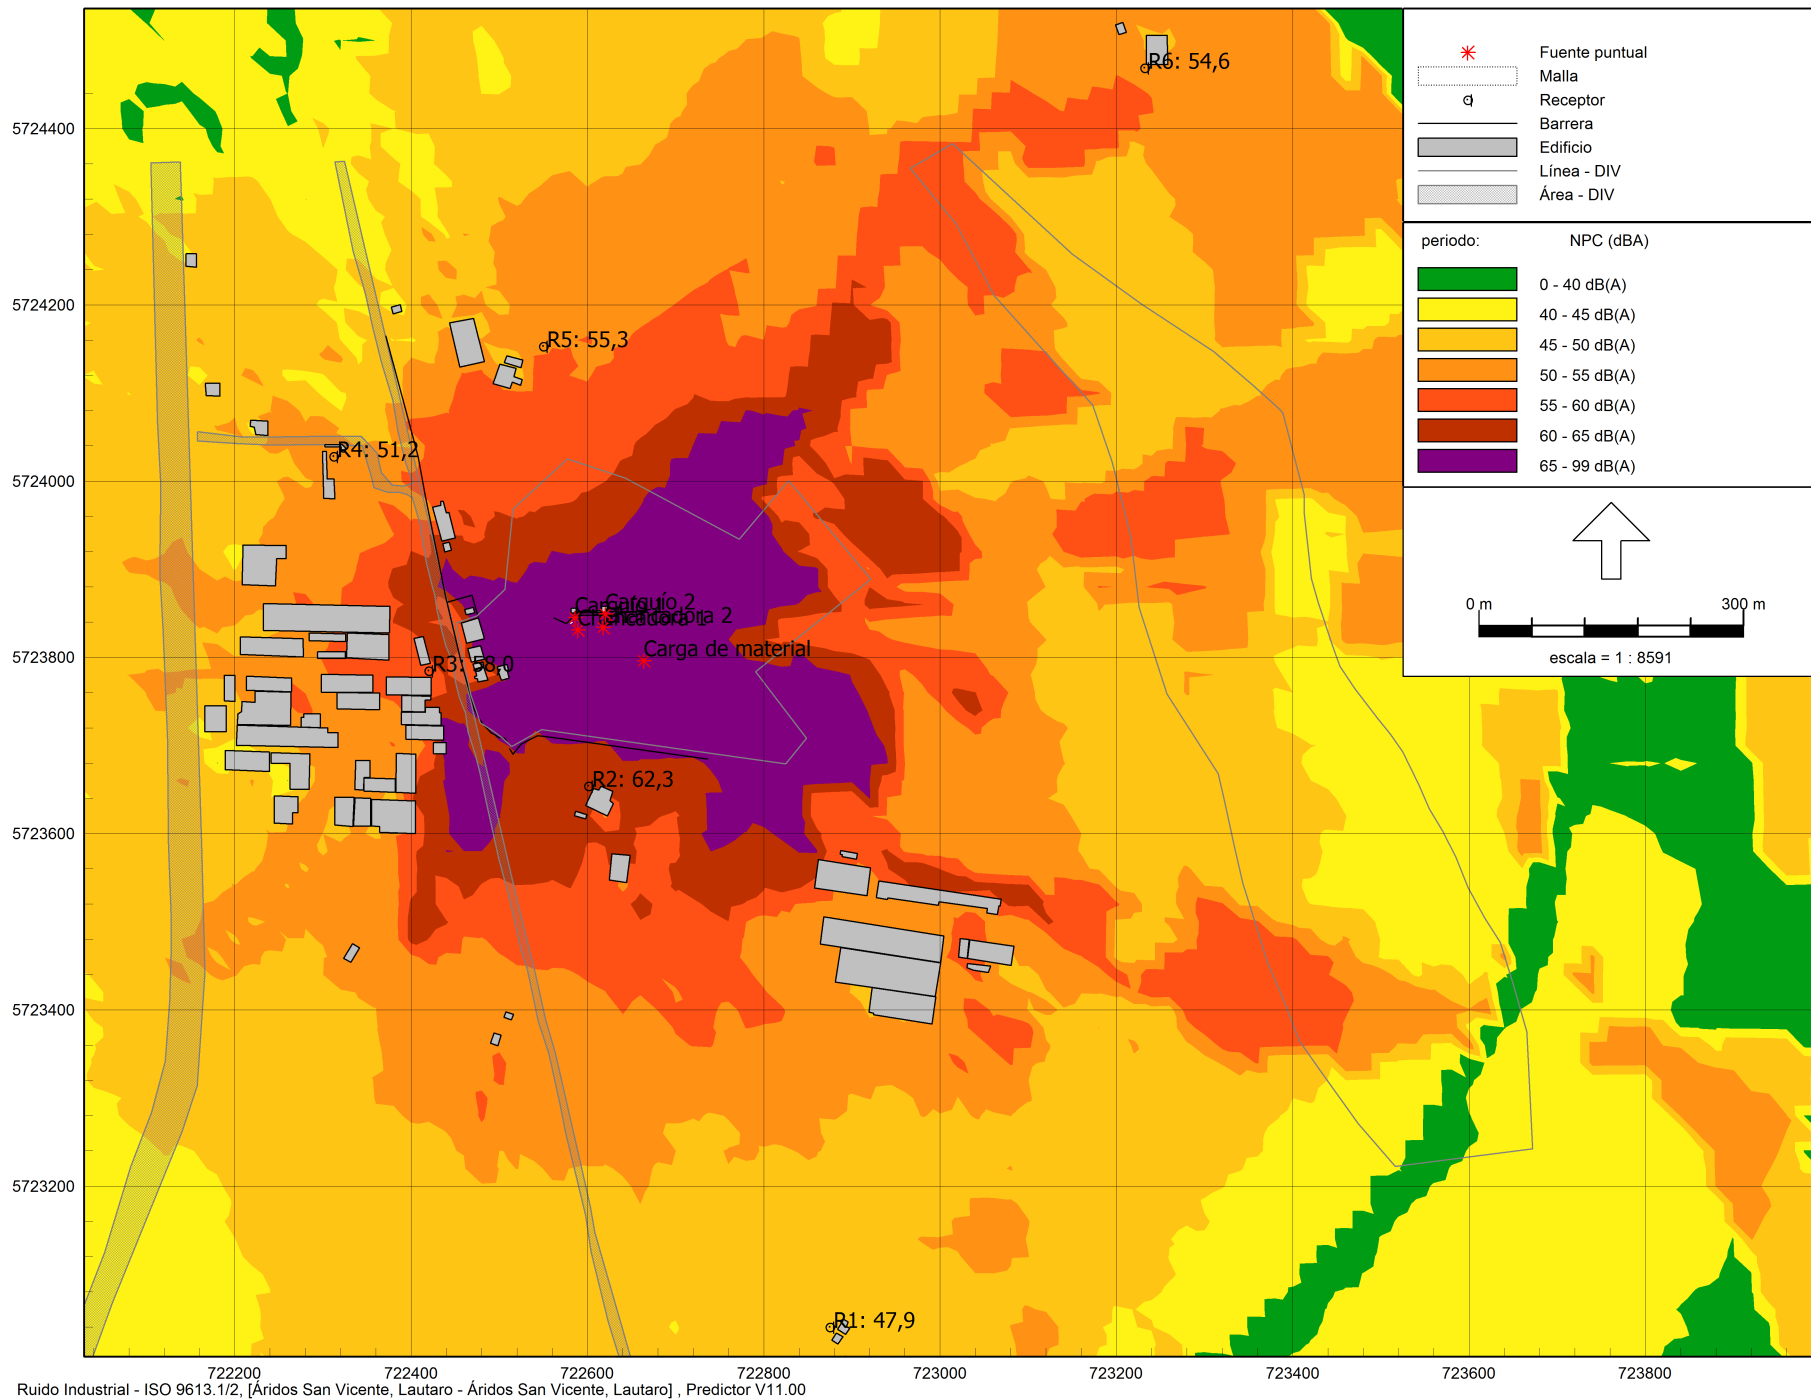 Fuente puntual
Malla
Receptor
Barrera
Edificio
Línea - DIV
Área - DIV
periodo: NPC (dBA)
0 - 40 dB(A)
40 - 45 dB(A)
45 - 50 dB(A)
50 - 55 dB(A)
55 - 60 dB(A)
60 - 65 dB(A)
65 - 99 dB(A)
0 m 300 m
escala = 1 : 8591
R6: 54,6
R5: 55,3
R4: 51,2
Carguío 2
Carga de material
R3: 58,0
R2: 62,3
R1: 47,9
5724400
5724200
5724000
5723800
5723600
5723400
5723200
722200 722400 722600 722800 723000 723200 723400 723600 723800
Ruido Industrial - ISO 9613.1/2, [Áridos San Vicente, Lautaro - Áridos San Vicente, Lautaro] , Predictor V11.00